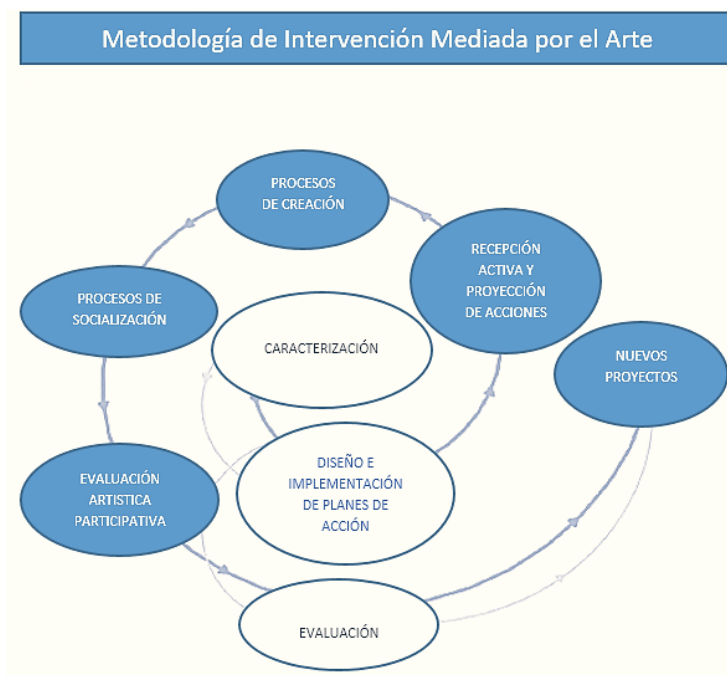 Metodología de Intervención Mediada por el Arte
PROCESOS
DE CREACIÓN
RECEPCIÓN
ACTIVA Y
PROYECCIÓN
DE ACCIONES
PROCESOS DE
SOCIALIZACIÓN
CARACTERIZACIÓN
NUEVOS
PROYECTOS
DISEÑO E
IMPLEMENTACIÓN
DE PLANES DE
ACCIÓN
EVALUACIÓN
ARTISTICA
PARTICIPATIVA
EVALUACIÓN